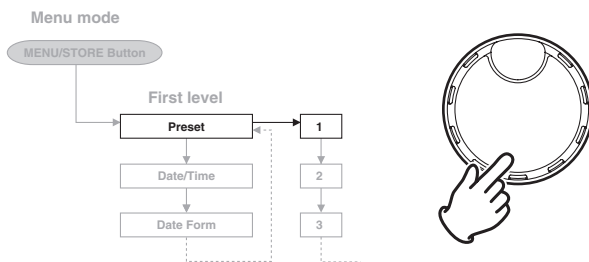 Menu mode
MENU/STORE Button
First level
Preset
1
Date/Time
2
Date Form
3